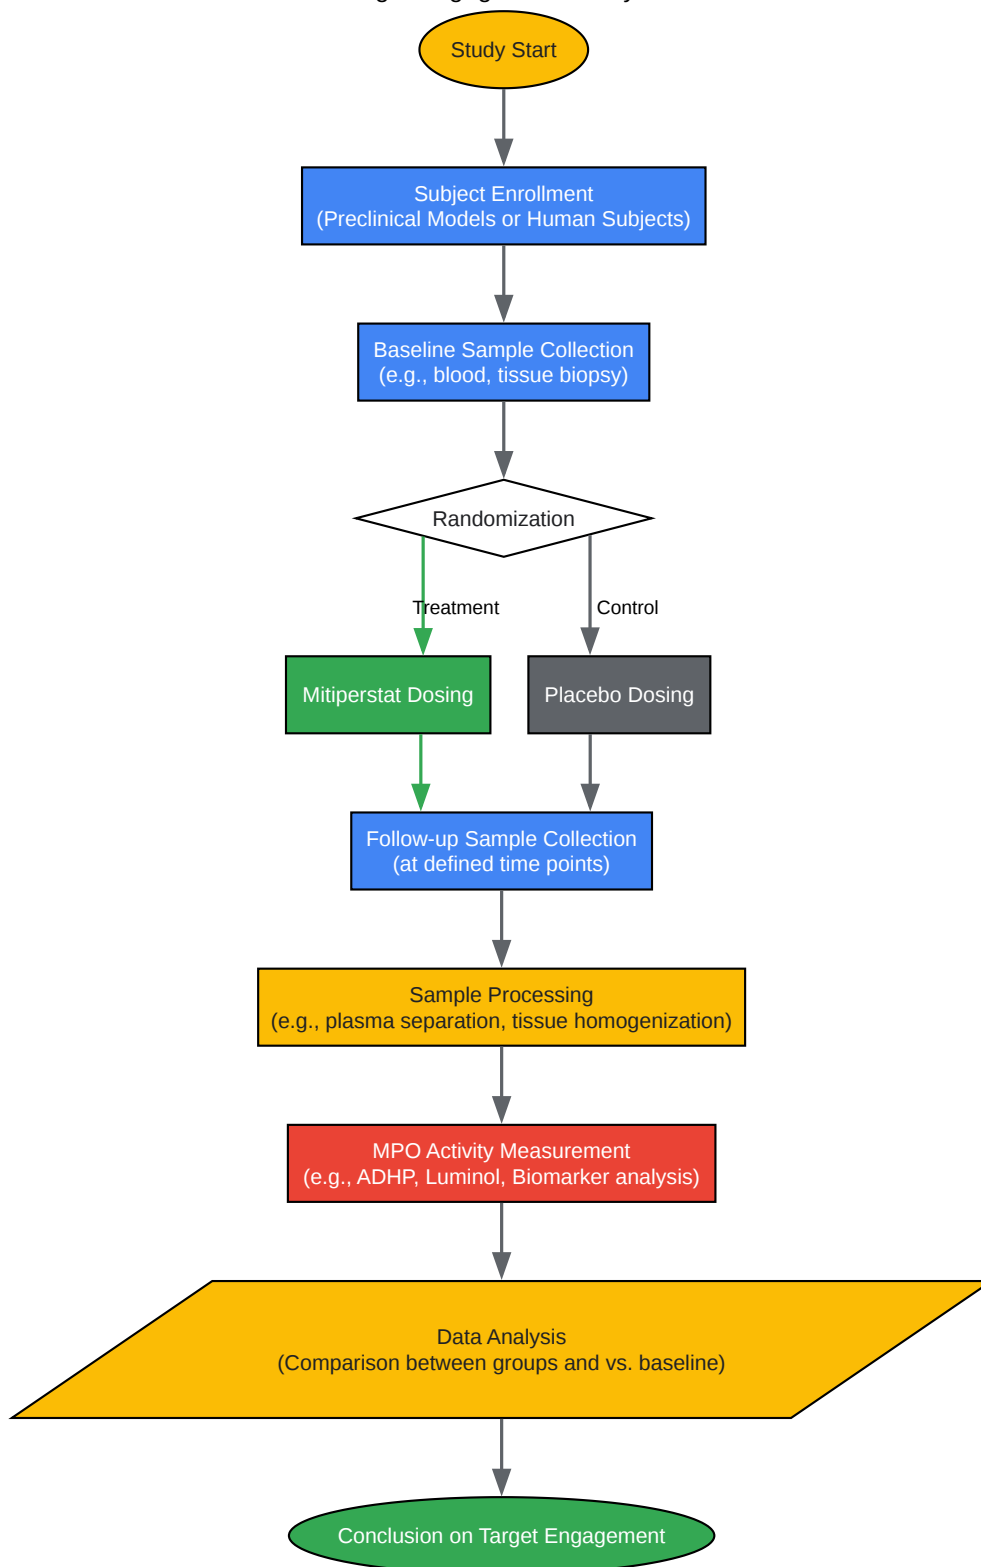 Study Start
Subject Enrollment
(Preclinical Models or Human Subjects)
Baseline Sample Collection
(e.g., blood, tissue biopsy)
Randomization
Treatment
Control
Mitiperstat Dosing
Placebo Dosing
Follow-up Sample Collection
(at defined time points)
Sample Processing
(e.g., plasma separation, tissue homogenization)
MPO Activity Measurement
(e.g., ADHP, Luminol, Biomarker analysis)
Data Analysis
(Comparison between groups and vs. baseline)
Conclusion on Target Engagement